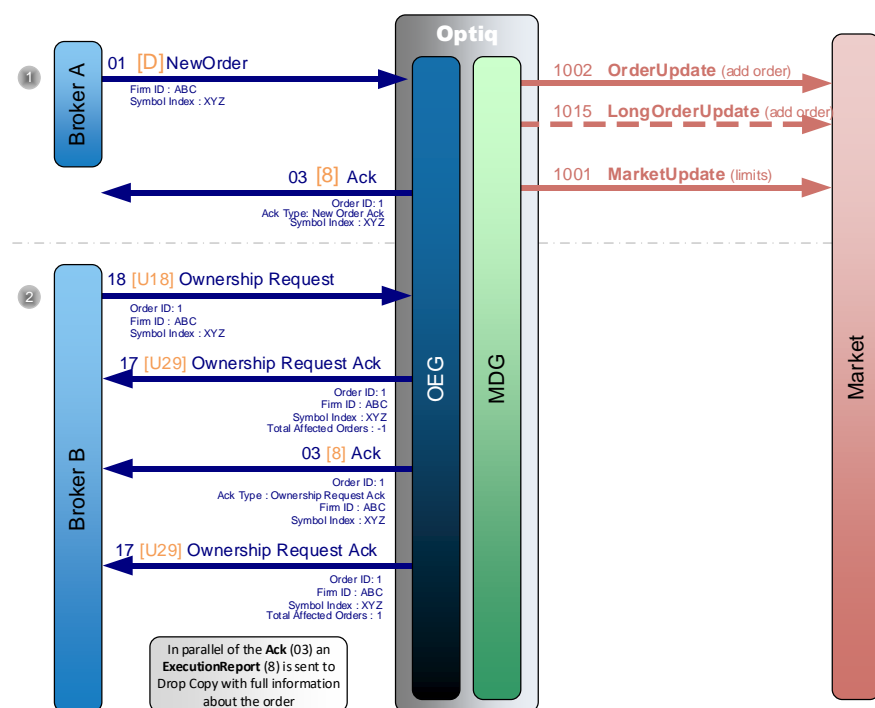 Optiq
1
Broker A
01 [D]NewOrder
Firm ID : ABC
Symbol Index : XYZ
1002 OrderUpdate (add order)
1015 LongOrderUpdate (add order)
03 [8] Ack
Order ID: 1
Ack Type: New Order Ack
Symbol Index : XYZ
1001 MarketUpdate (limits)
2
Broker B
18 [U18] Ownership Request
Order ID: 1
Firm ID : ABC
Symbol Index : XYZ
17 [U29] Ownership Request Ack
Order ID: 1
Firm ID : ABC
Symbol Index : XYZ
Total Affected Orders : -1
OEG
MDG
Market
03 [8] Ack
Order ID: 1
Ack Type : Ownership Request Ack
Firm ID : ABC
Symbol Index : XYZ
17 [U29] Ownership Request Ack
Order ID: 1
Firm ID : ABC
Symbol Index : XYZ
Total Affected Orders : 1
In parallel of the Ack (03) an
ExecutionReport (8) is sent to
Drop Copy with full information
about the order